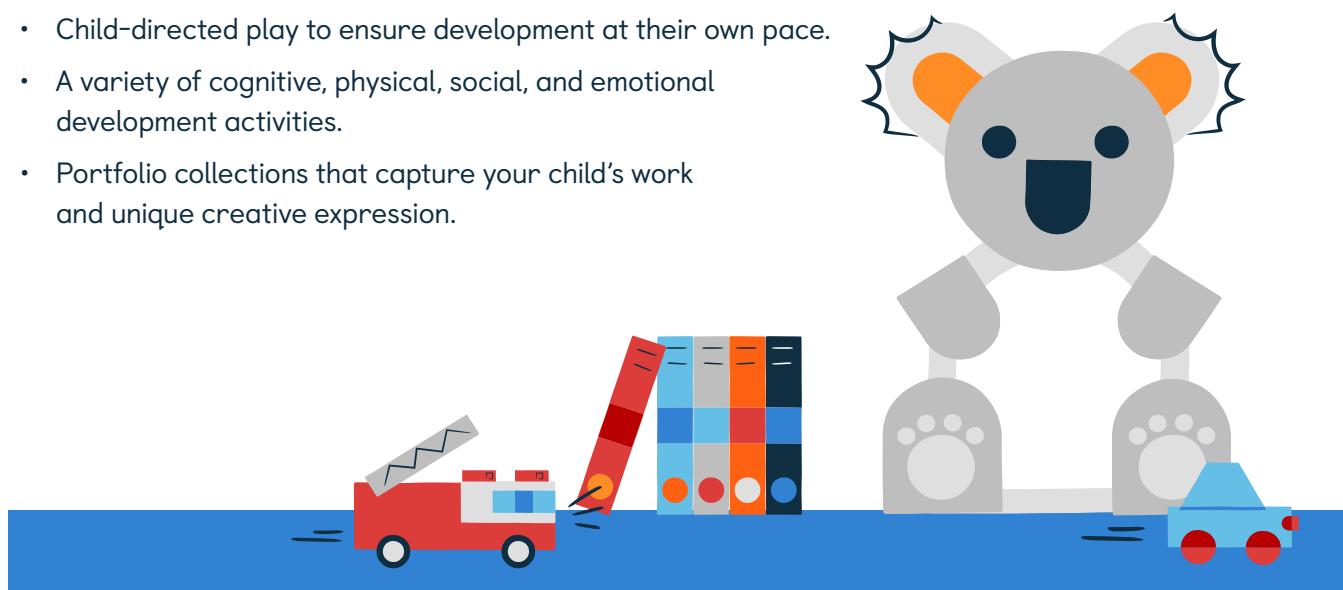 • Child-directed play to ensure development at their own pace.
• A variety of cognitive, physical, social, and emotional
development activities.
• Portfolio collections that capture your child’s work
and unique creative expression.